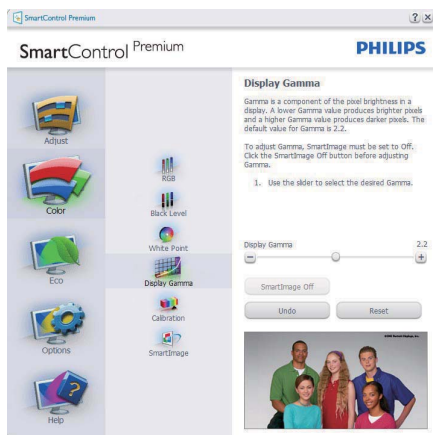 SmartControl Premium
SmartControl Premium
PHILIPS
Adjust
Color
Eco
Options
Help
RGB
Black Level
White Point
Display Gamma
Calibration
SmartImage
Display Gamma
Gamma is a component of the pixel brightness in a
display. A lower Gamma value produces brighter pixels
and a higher Gamma value produces darker pixels. The
default value for Gamma is 2.2.
To adjust Gamma, SmartImage must be set to Off.
Click the SmartImage Off button before adjusting
Gamma.
1. Use the slider to select the desired Gamma.
Display Gamma 2.2
SmartImage Off
Undo Reset